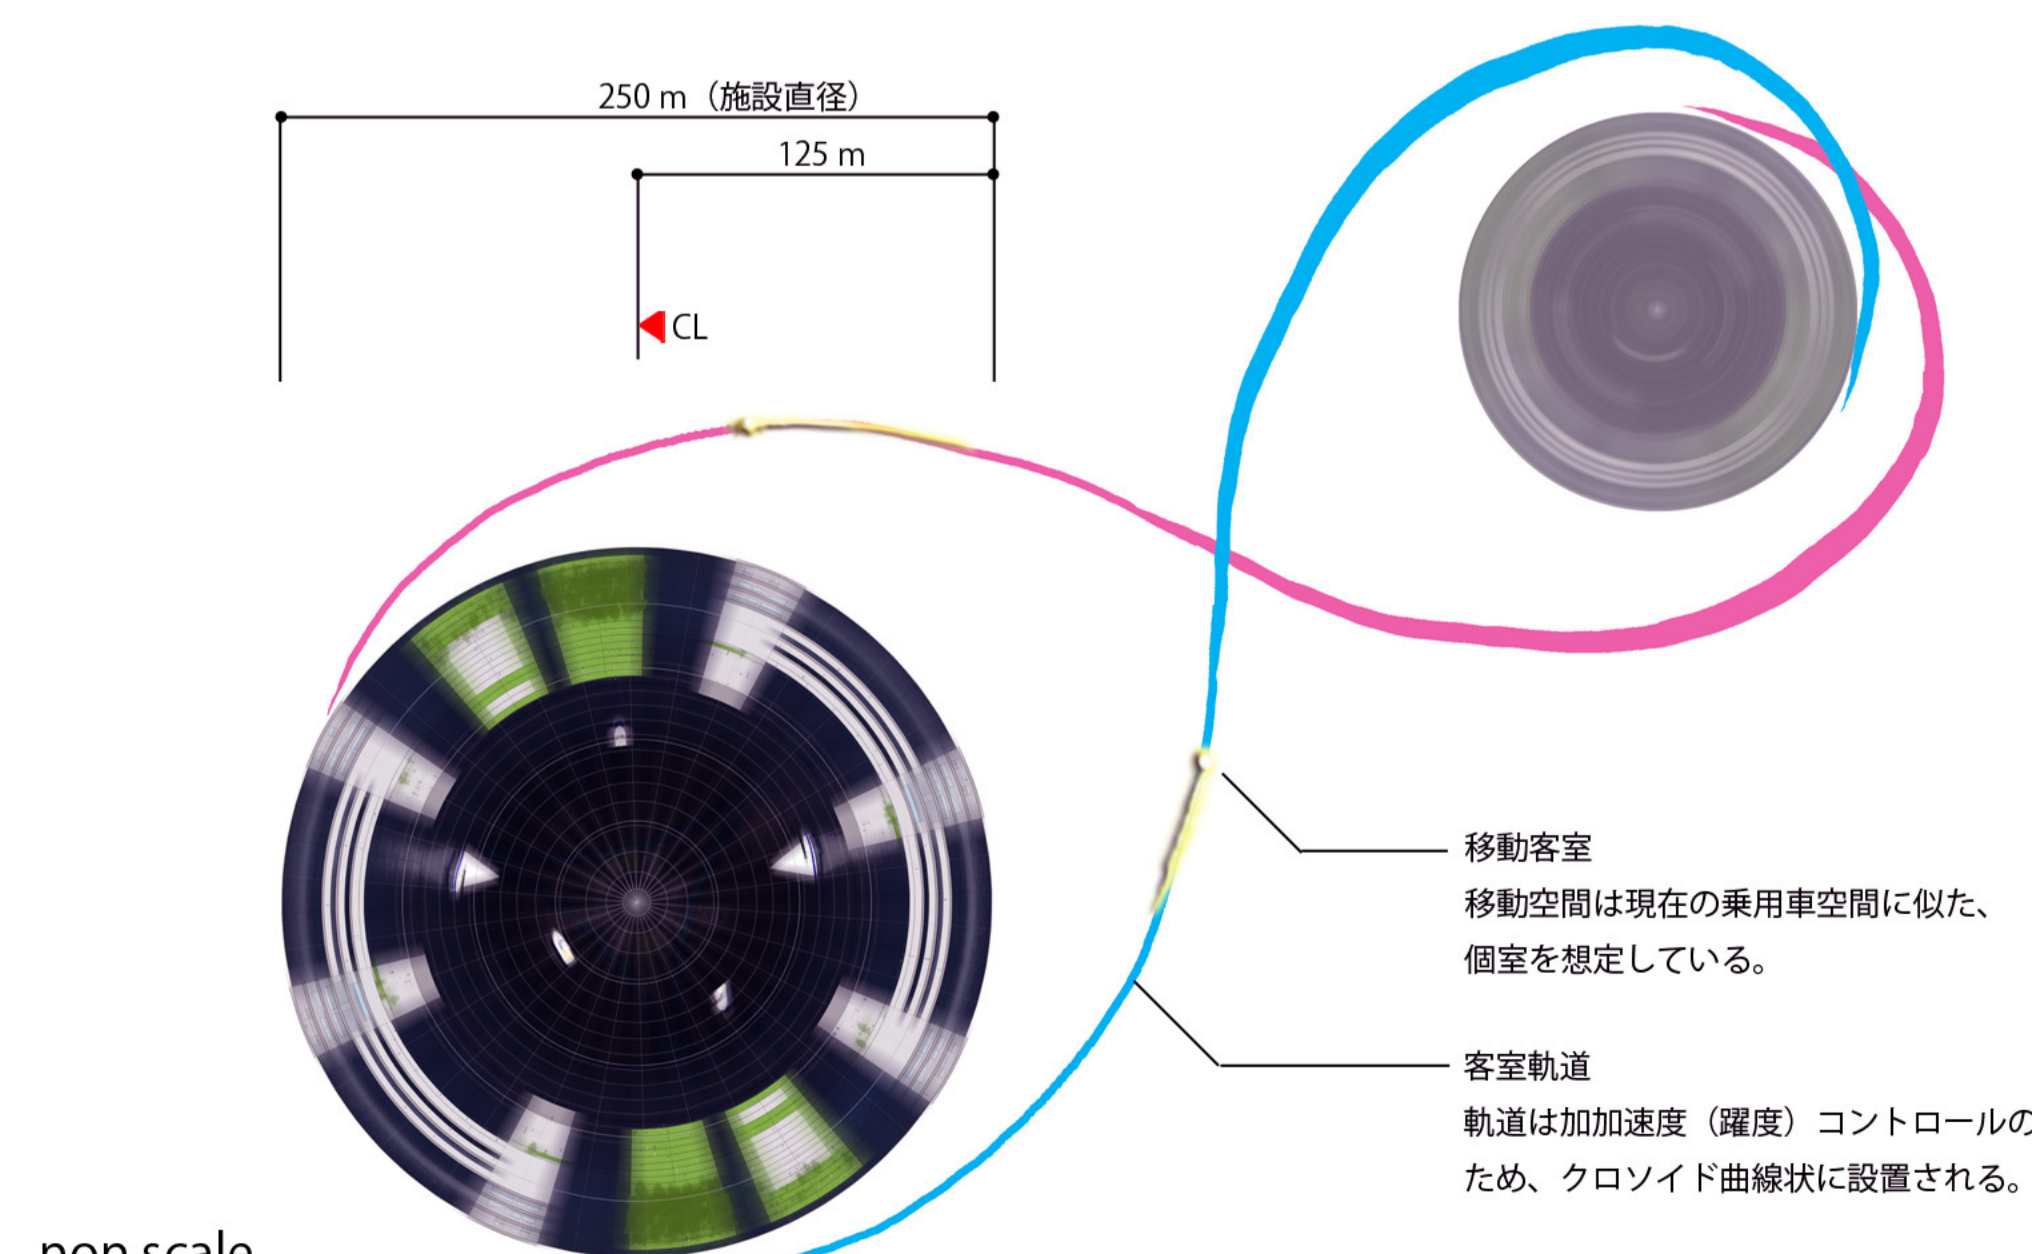 250 m（施設直径）
125 m
CL
移動客室
移動空間は現在の乗用車空間に似た、
個室を想定している。
客室軌道
軌道は加加速度（躍度）コントロールの
ため、クロソイド曲線状に設置される。
non scale